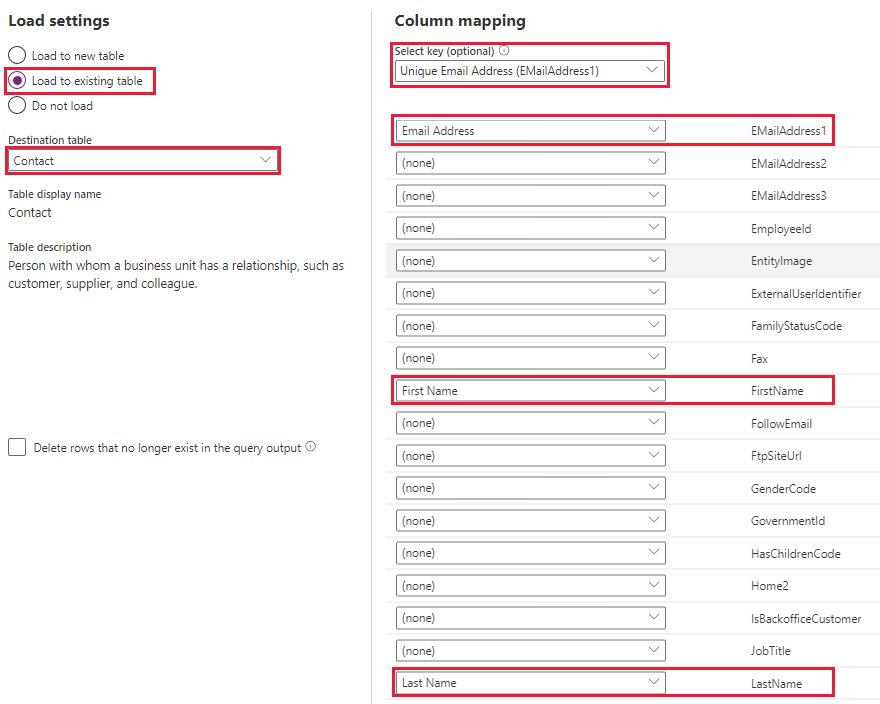 Load settings
Load to new table
Load to existing table
Do not load
Destination table
Contact
Table display name
Contact
Table description
Person with whom a business unit has a relationship, such as
customer, supplier, and colleague.
Delete rows that no longer exist in the query output
Column mapping
Select key (optional)
Unique Email Address (EMailAddress1)
Email Address EMailAddress1
(none) EMailAddress2
(none) EMailAddress3
(none) EmployeeId
(none) EntityImage
(none) ExternalUserIdentifier
(none) FamilyStatusCode
(none) Fax
First Name FirstName
(none) FollowEmail
(none) FtpSiteUrl
(none) GenderCode
(none) GovernmentId
(none) HasChildrenCode
(none) Home2
(none) IsBackofficeCustomer
(none) JobTitle
Last Name LastName